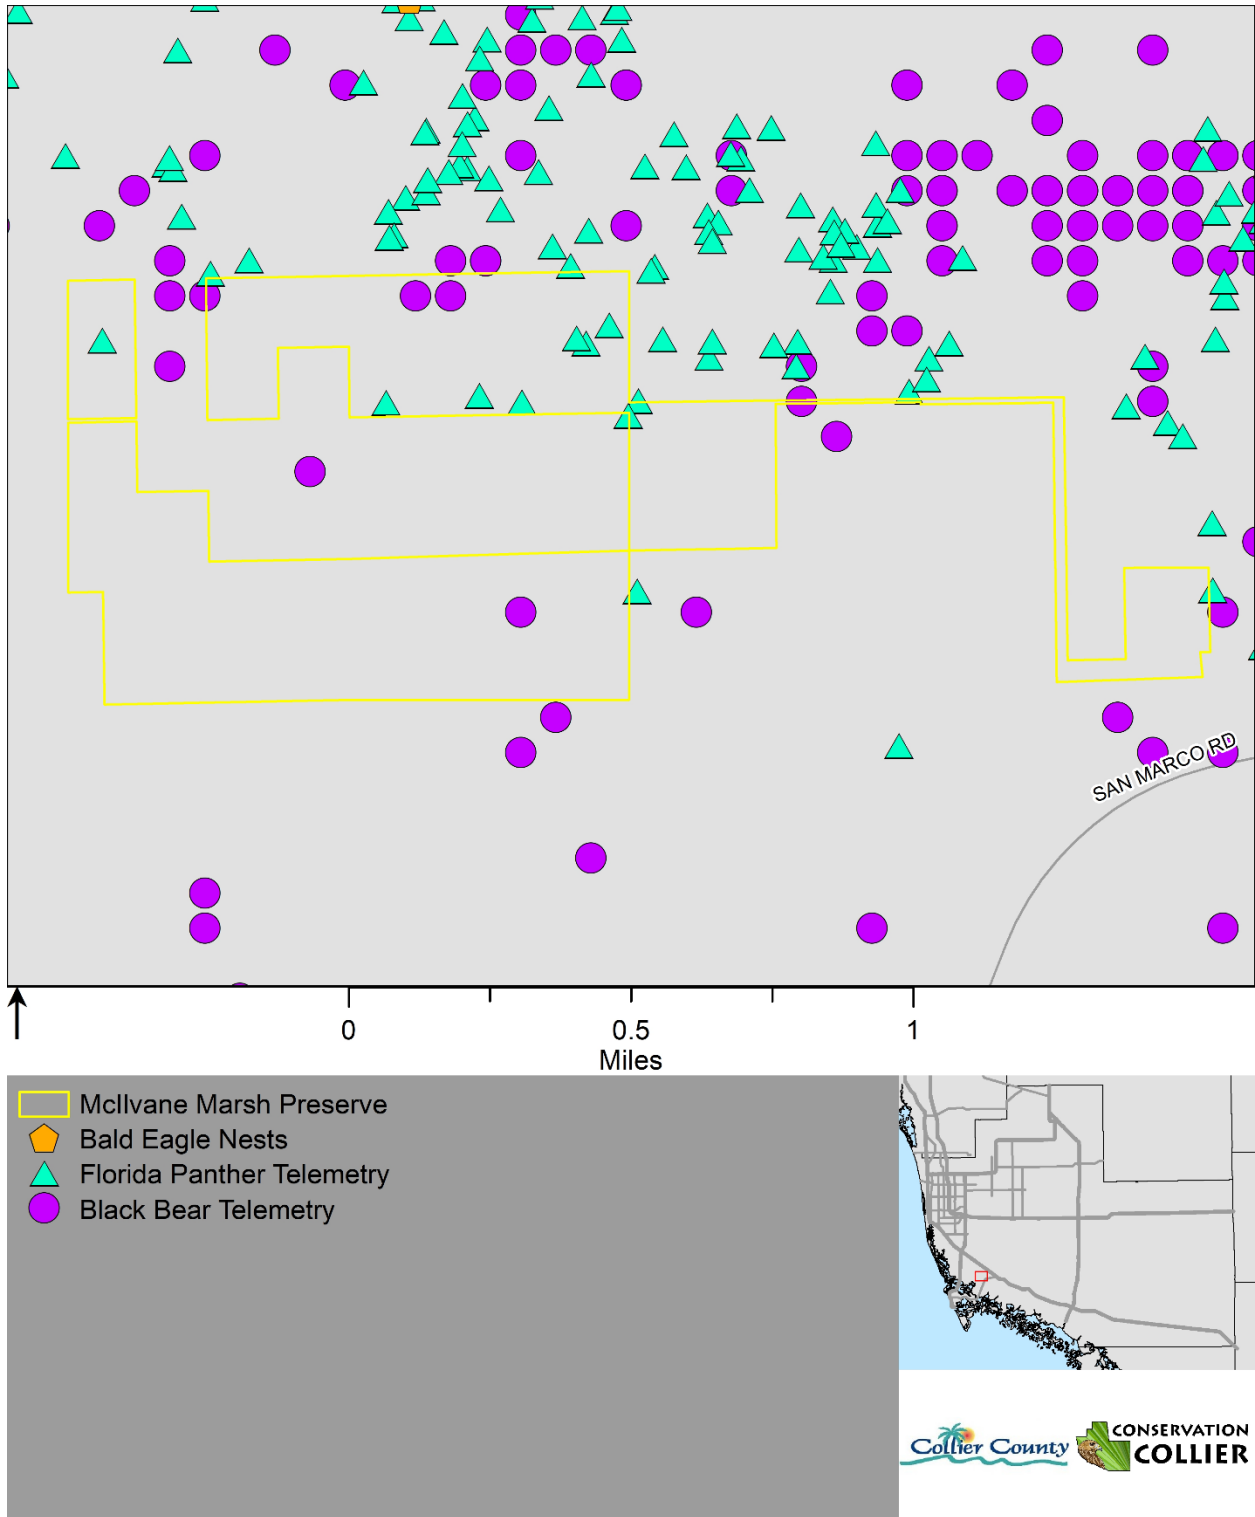 SAN MARCO RD
0
0.5
1
Miles
McIlvane Marsh Preserve
Bald Eagle Nests
Florida Panther Telemetry
Black Bear Telemetry
Collier County
CONSERVATION
COLLIER